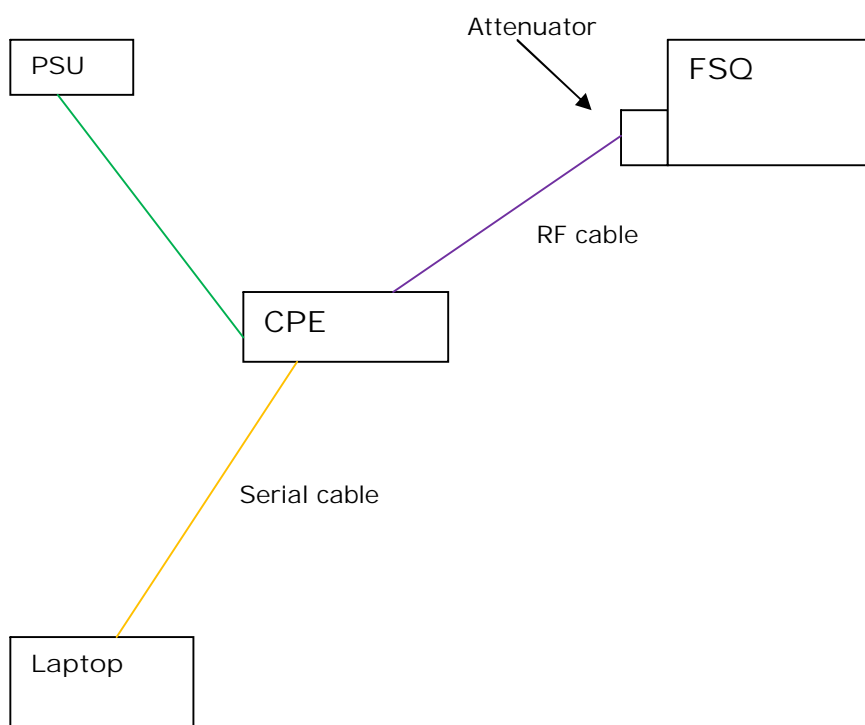 Attenuator
PSU
FSQ
RF cable
CPE
Serial cable
Laptop